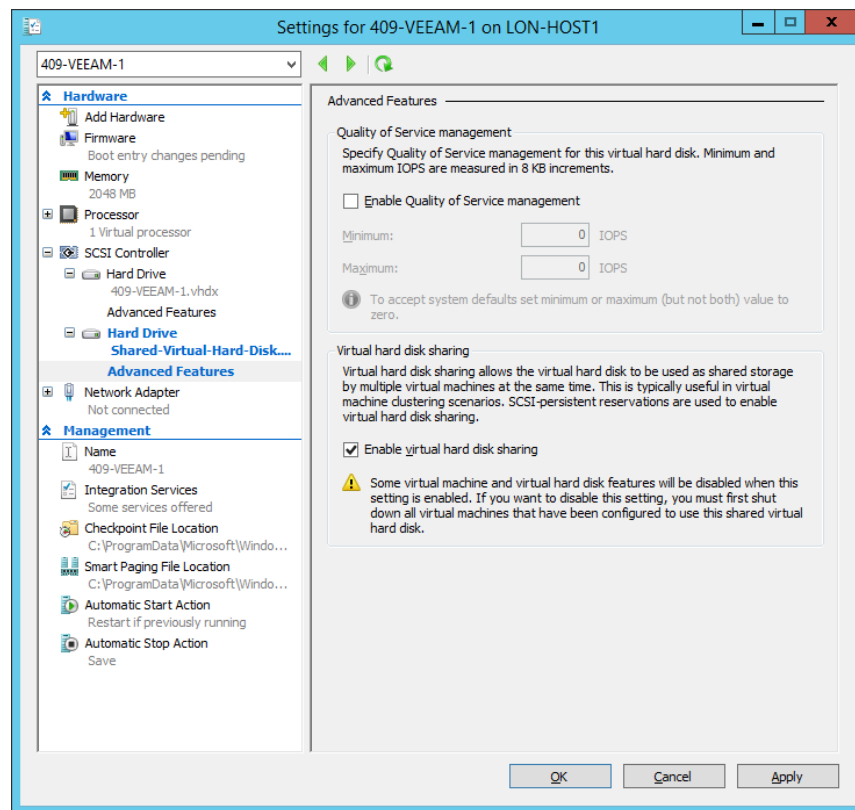 Settings for 409-VEEAM-1 on LON-HOST1
409-VEEAM-1
Hardware
Add Hardware
Firmware
Boot entry changes pending
Memory
2048 MB
Processor
1 Virtual processor
SCSI Controller
Hard Drive
409-VEEAM-1.vhdx
Advanced Features
Hard Drive
Shared-Virtual-Hard-Disk....
Advanced Features
Network Adapter
Not connected
Management
Name
409-VEEAM-1
Integration Services
Some services offered
Checkpoint File Location
C:\ProgramData\Microsoft\Windo...
Smart Paging File Location
C:\ProgramData\Microsoft\Windo...
Automatic Start Action
Restart if previously running
Automatic Stop Action
Save
Advanced Features
Quality of Service management
Specify Quality of Service management for this virtual hard disk. Minimum and
maximum IOPS are measured in 8 KB increments.
Enable Quality of Service management
Minimum: 0 IOPS
Maximum: 0 IOPS
To accept system defaults set minimum or maximum (but not both) value to
zero.
Virtual hard disk sharing
Virtual hard disk sharing allows the virtual hard disk to be used as shared storage
by multiple virtual machines at the same time. This is typically useful in virtual
machine clustering scenarios. SCSI-persistent reservations are used to enable
virtual hard disk sharing.
Enable virtual hard disk sharing
Some virtual machine and virtual hard disk features will be disabled when this
setting is enabled. If you want to disable this setting, you must first shut
down all virtual machines that have been configured to use this shared virtual
hard disk.
OK Cancel Apply